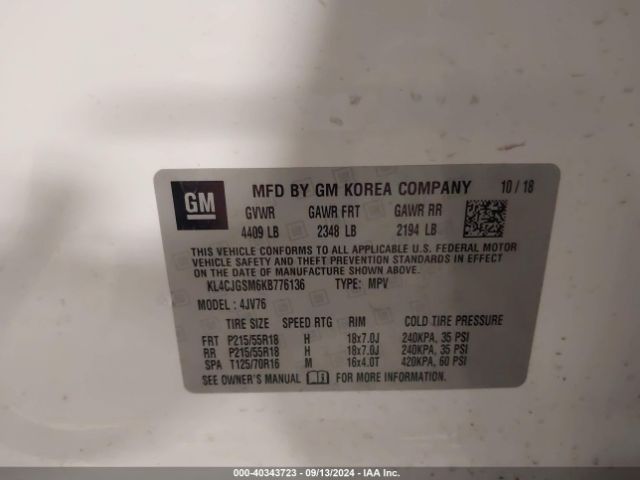 GM MFD BY GM KOREA COMPANY 10 / 18
GVWR GAWR FRT GAWR RR
4409 LB 2348 LB 2194 LB
THIS VEHICLE CONFORMS TO ALL APPLICABLE U.S. FEDERAL MOTOR
VEHICLE SAFETY AND THEFT PREVENTION STANDARDS IN EFFECT
ON THE DATE OF MANUFACTURE SHOWN ABOVE.
KL4CJGSM6KB776136 TYPE: MPV
MODEL : 4JV76
TIRE SIZE SPEED RTG RIM COLD TIRE PRESSURE
FRT P215/55R18 H 18x7.0J 240KPA, 35 PSI
RR P215/55R18 H 18x7.0J 240KPA, 35 PSI
SPA T125/70R16 M 16x4.0T 420KPA, 60 PSI
SEE OWNER'S MANUAL FOR MORE INFORMATION.
000-40343723 - 09/13/2024 - IAA Inc.